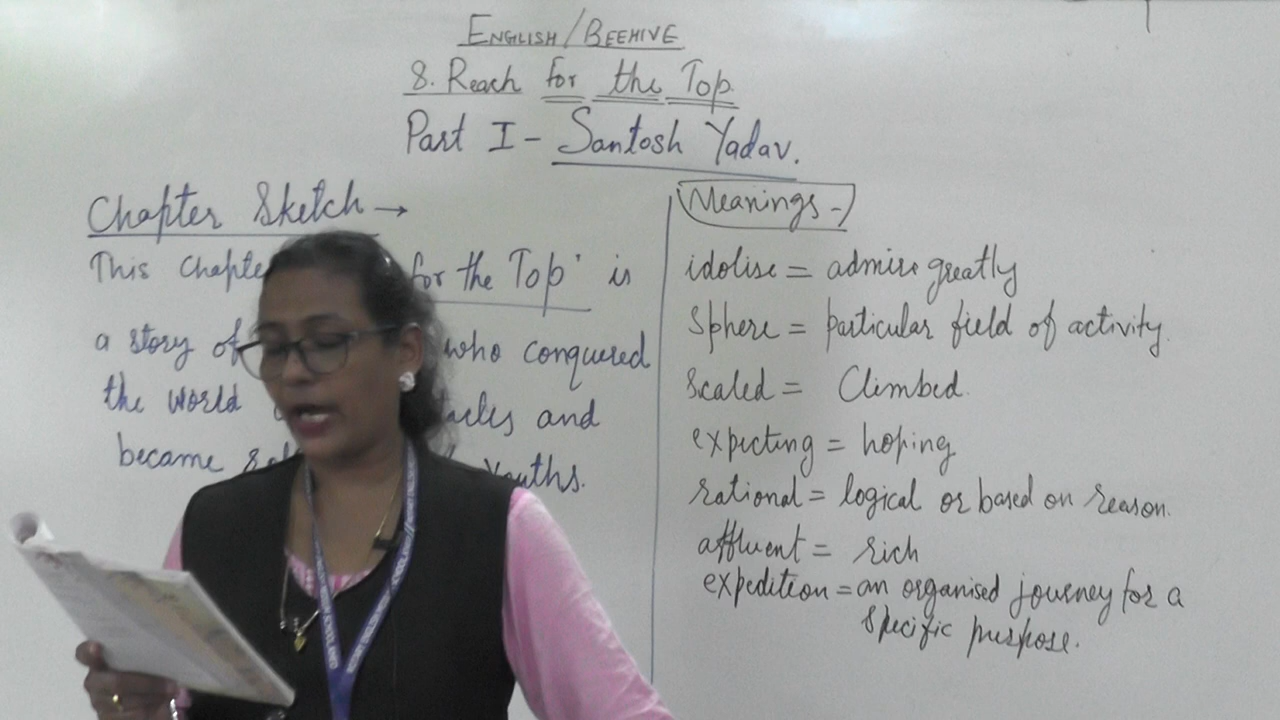 ENGLISH/BEEHIVE
8. Reach for the Top.
Part I - Santosh Yadav.
Chapter Sketch →
This Chapte for the Top' is
a story of who conquered
the World acles and
became youths.
Meanings -
idolise = admire greatly
Sphere = particular field of activity.
Scaled = Climbed.
expecting = hoping
rational = logical or based on reason.
affluent = rich
expedition = an organised journey for a
specific purpose.